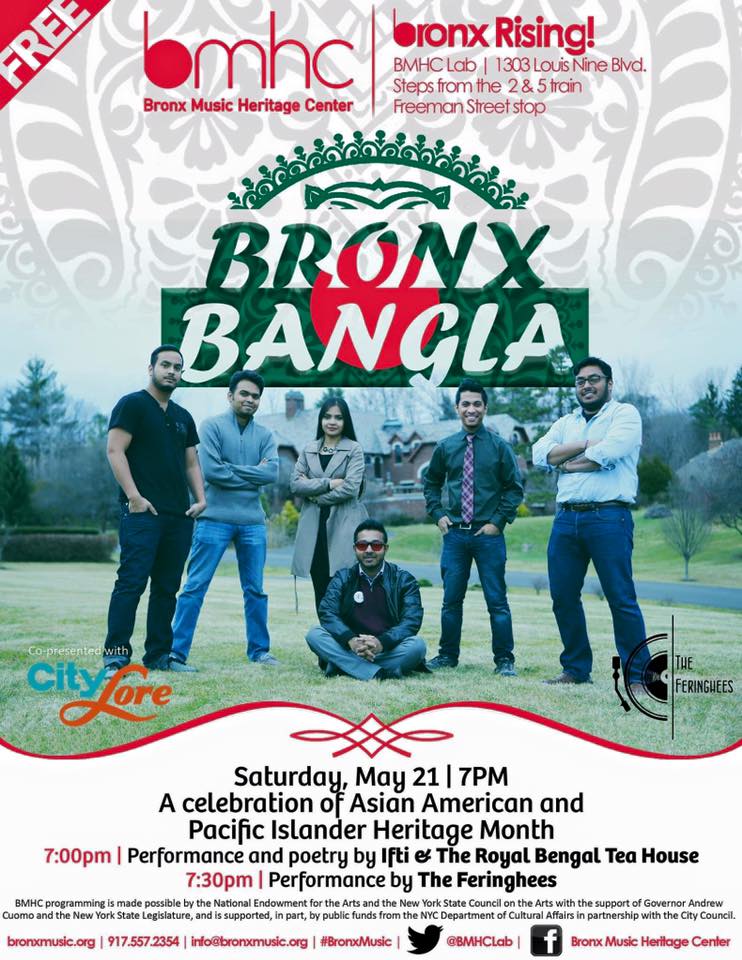 FREE
bmhc
Bronx Music Heritage Center
bronx Rising!
BMHC Lab | 1303 Louis Nine Blvd.
Steps from the 2 & 5 train
Freeman Street stop
BRONX
BANGLA
Co-presented with
City
Lore
THE
FERINGHEES
Saturday, May 21 | 7PM
A celebration of Asian American and
Pacific Islander Heritage Month
7:00pm | Performance and poetry by Ifti & The Royal Bengal Tea House
7:30pm | Performance by The Feringhees
BMHC programming is made possible by the National Endowment for the Arts and the New York State Council on the Arts with the support of Governor Andrew
Cuomo and the New York State Legislature, and is supported, in part, by public funds from the NYC Department of Cultural Affairs in partnership with the City Council.
bronxmusic.org | 917.557.2354 | info@bronxmusic.org | #BronxMusic | @BMHCLab | f Bronx Music Heritage Center